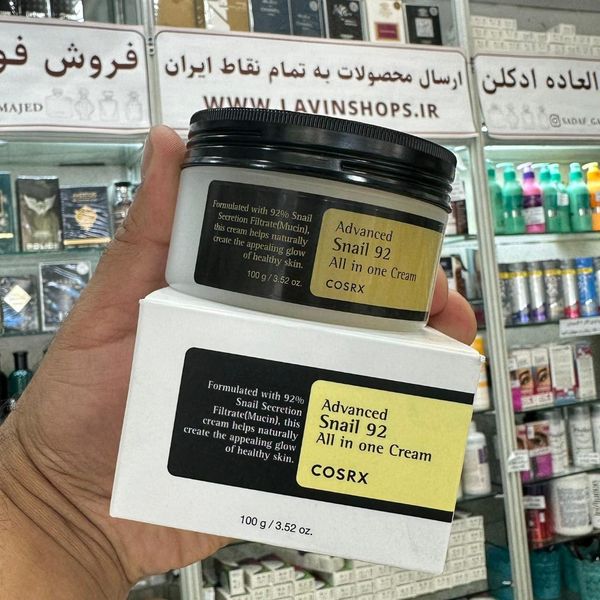 فروش فو
MAJED
ارسال محصولات به تمام نقاط ایران
WWW.LAVINSHOPS.IR
العاده ادکلن
Formulated with 92% Snail
Secretion Filtrate(Mucin),
this cream helps naturally
create the appealing glow
of healthy skin.
100 g / 3.52 oz.
Advanced
Snail 92
All in one Cream
COSRX
Formulated with 92%
Snail Secretion
Filtrate(Mucin), this
cream helps naturally
create the appealing glow
of healthy skin.
Advanced
Snail 92
All in one Cream
COSRX
100 g / 3.52 oz.